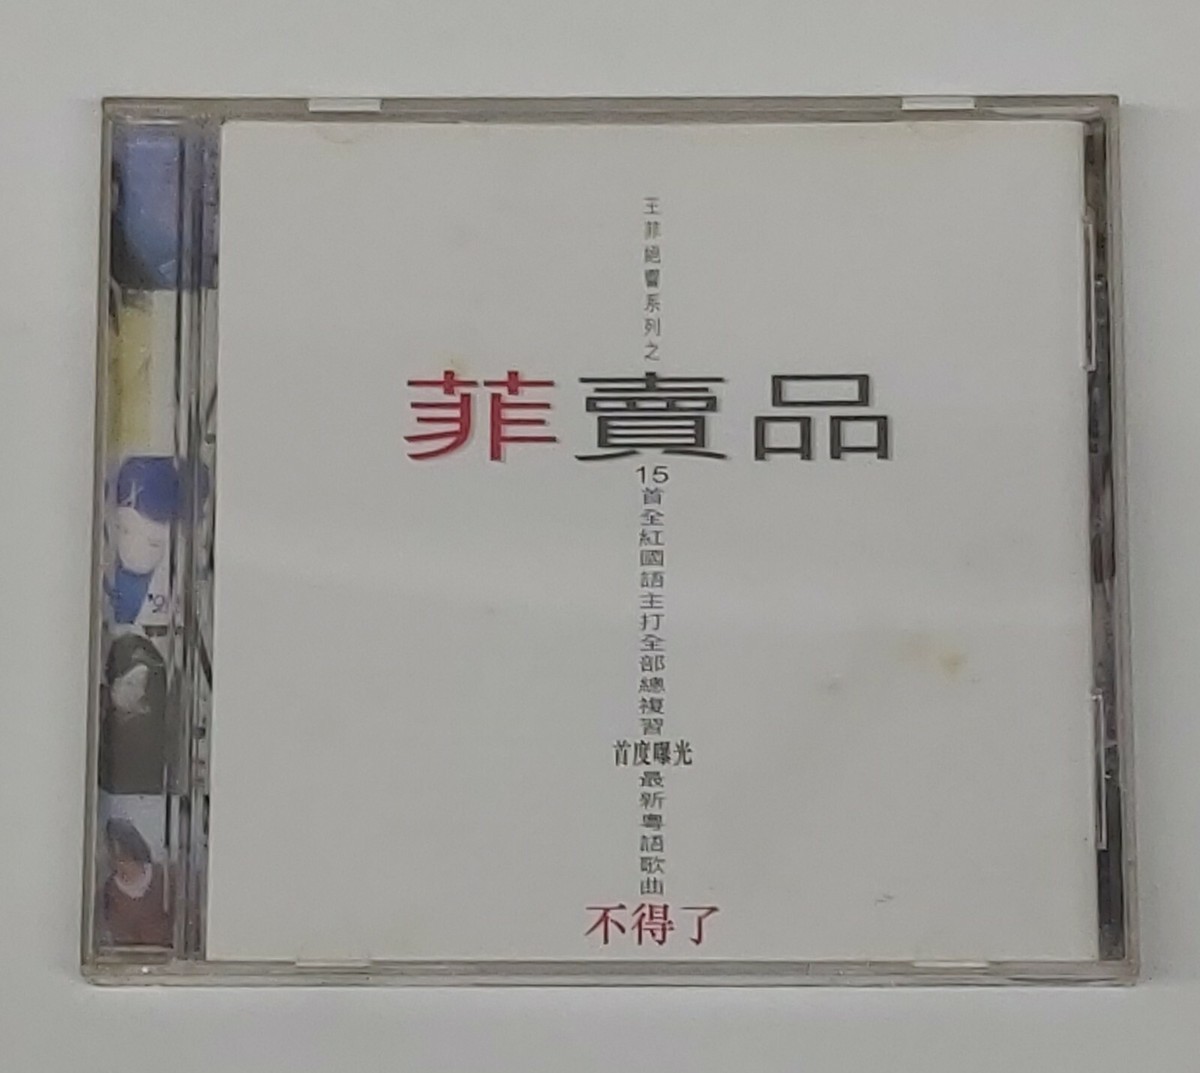 王菲絕響系列之
菲賣品
15首全紅國語主打全部總複習
首度曝光
最新粵語歌曲
不得了